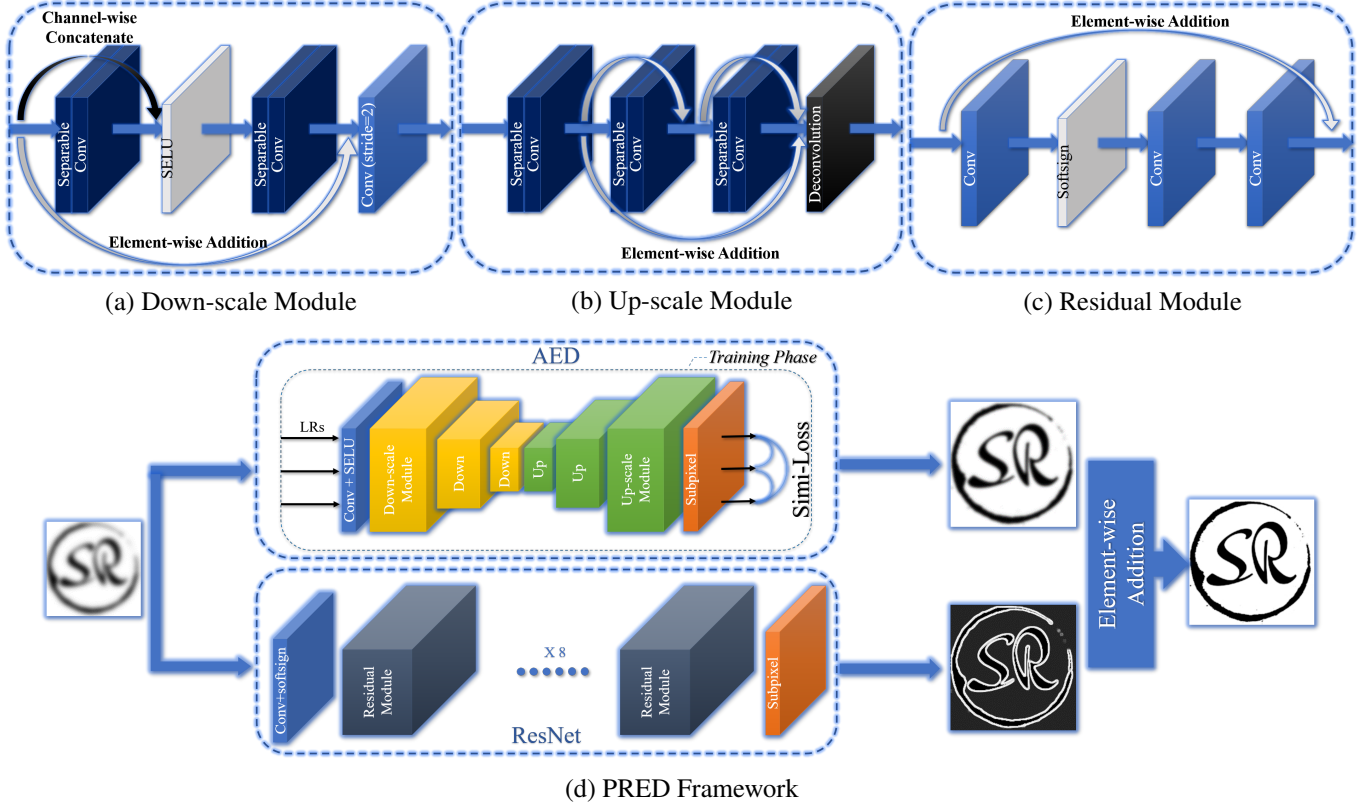 Channel-wise
Concatenate
Separable
Conv
SELU
Separable
Conv
Conv (stride=2)
Element-wise Addition
(a) Down-scale Module
Separable
Conv
Separable
Conv
Separable
Conv
Deconvolution
Element-wise Addition
(b) Up-scale Module
Element-wise Addition
Conv
Softsign
Conv
Conv
(c) Residual Module
AED
Training Phase
LRs
Conv + SELU
Down-scale
Module
Down
Down
Up
Up
Up-scale
Module
Subpixel
Simi-Loss
SR
SR
SR
SR
Element-wise
Addition
Conv+softsign
Residual
Module
X 8
Residual
Module
Subpixel
ResNet
(d) PRED Framework